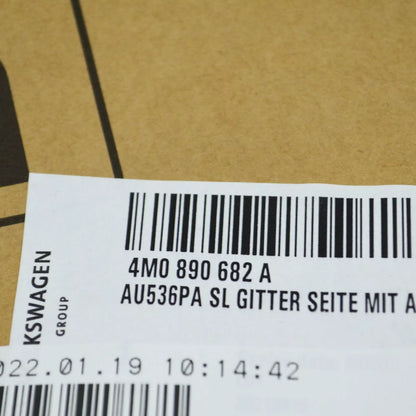 4M0 890 682 A
AU536PA SL GITTER SEITE MIT A
KSWAGEN
GROUP
022.01.19 10:14:42